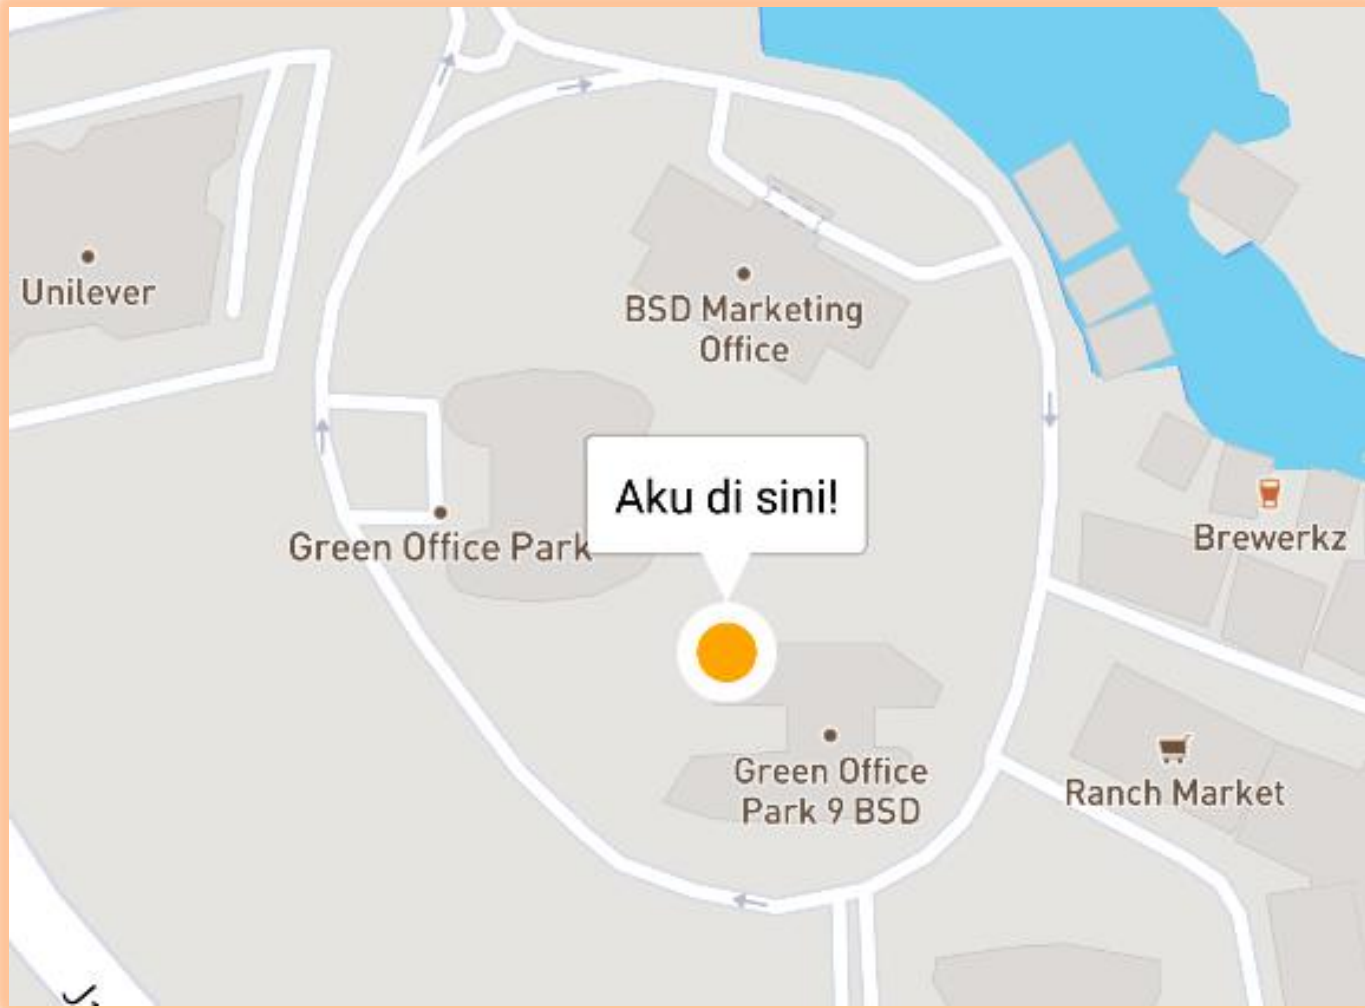 Unilever
BSD Marketing
Office
Aku di sini!
Green Office Park
Brewerkz
Green Office
Park 9 BSD
Ranch Market